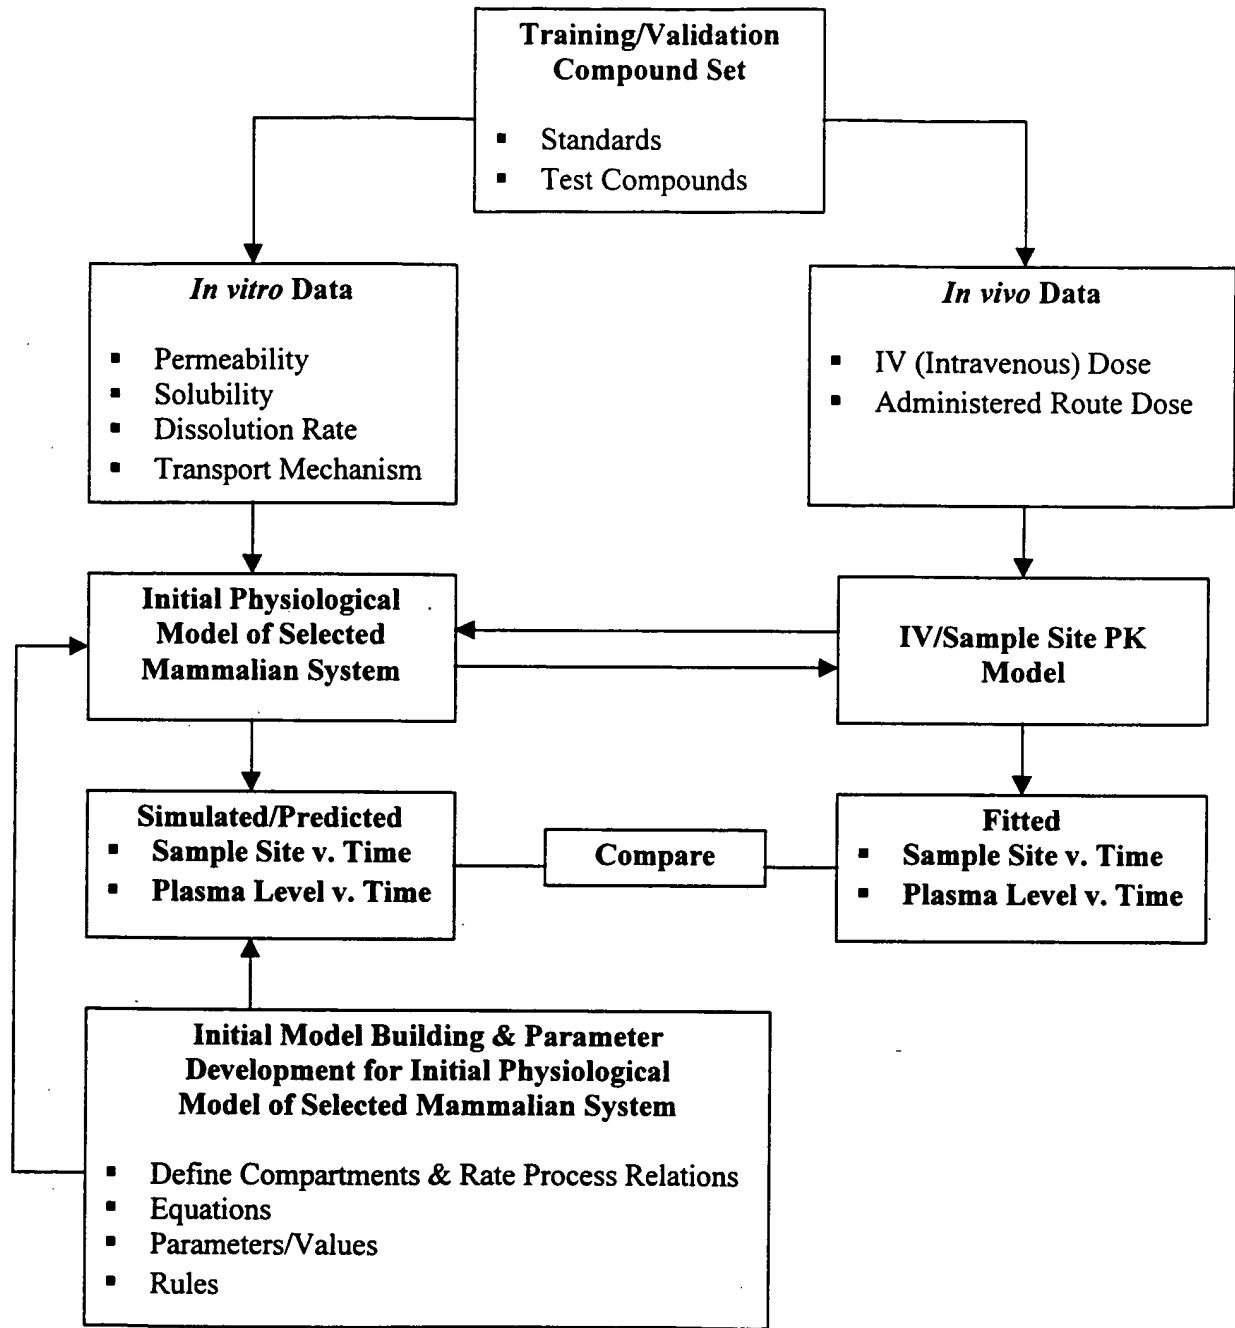 Training/Validation
Compound Set
▪ Standards
▪ Test Compounds
In vitro Data
▪ Permeability
▪ Solubility
▪ Dissolution Rate
▪ Transport Mechanism
In vivo Data
▪ IV (Intravenous) Dose
▪ Administered Route Dose
Initial Physiological
Model of Selected
Mammalian System
IV/Sample Site PK
Model
Simulated/Predicted
▪ Sample Site v. Time
▪ Plasma Level v. Time
Compare
Fitted
▪ Sample Site v. Time
▪ Plasma Level v. Time
Initial Model Building & Parameter
Development for Initial Physiological
Model of Selected Mammalian System
▪ Define Compartments & Rate Process Relations
▪ Equations
▪ Parameters/Values
▪ Rules